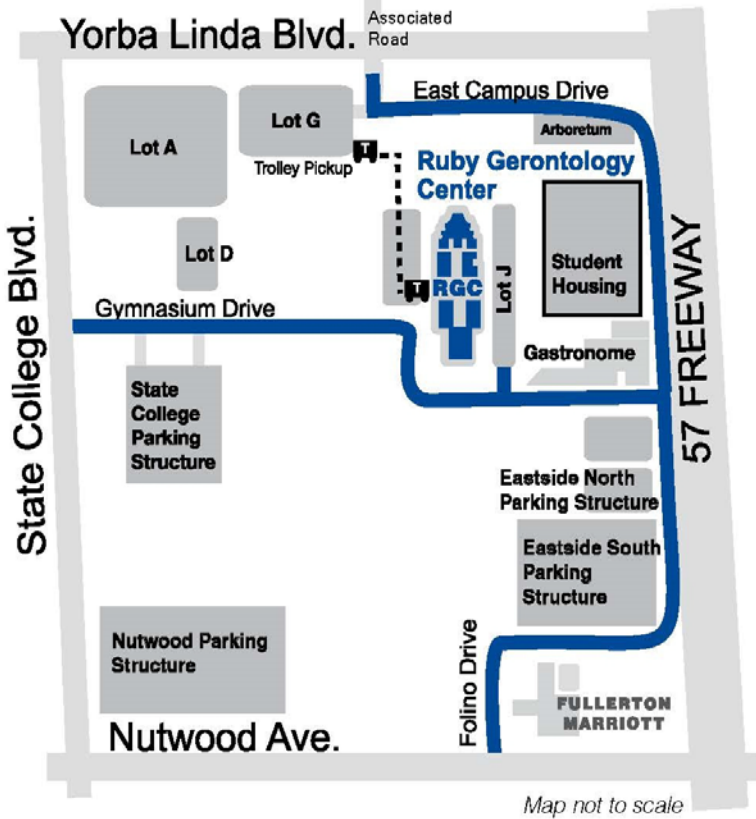 Associated
Road
Yorba Linda Blvd.
East Campus Drive
Arboretum
Lot A
Lot G
T
Trolley Pickup
Ruby Gerontology
Center
Lot D
Student
Housing
T
RGC
Lot J
Gymnasium Drive
State College Blvd.
57 FREEWAY
Gastronome
State
College
Parking
Structure
Eastside North
Parking Structure
Eastside South
Parking
Structure
Nutwood Parking
Structure
Folino Drive
FULLERTON
MARRIOTT
Nutwood Ave.
Map not to scale